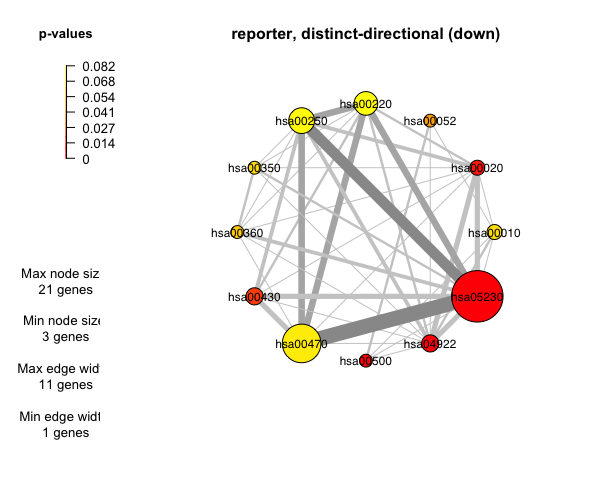 p-values
reporter, distinct-directional (down)
0.082
0.068
0.054
0.041
0.027
0.014
0
hsa00220
hsa00250
hsa00052
hsa00350
hsa00020
hsa00360
hsa00010
Max node siz
21 genes
hsa00430
hsa05230
Min node size
3 genes
hsa00470
hsa04922
hsa00500
Max edge widt
11 genes
Min edge widt
1 genes